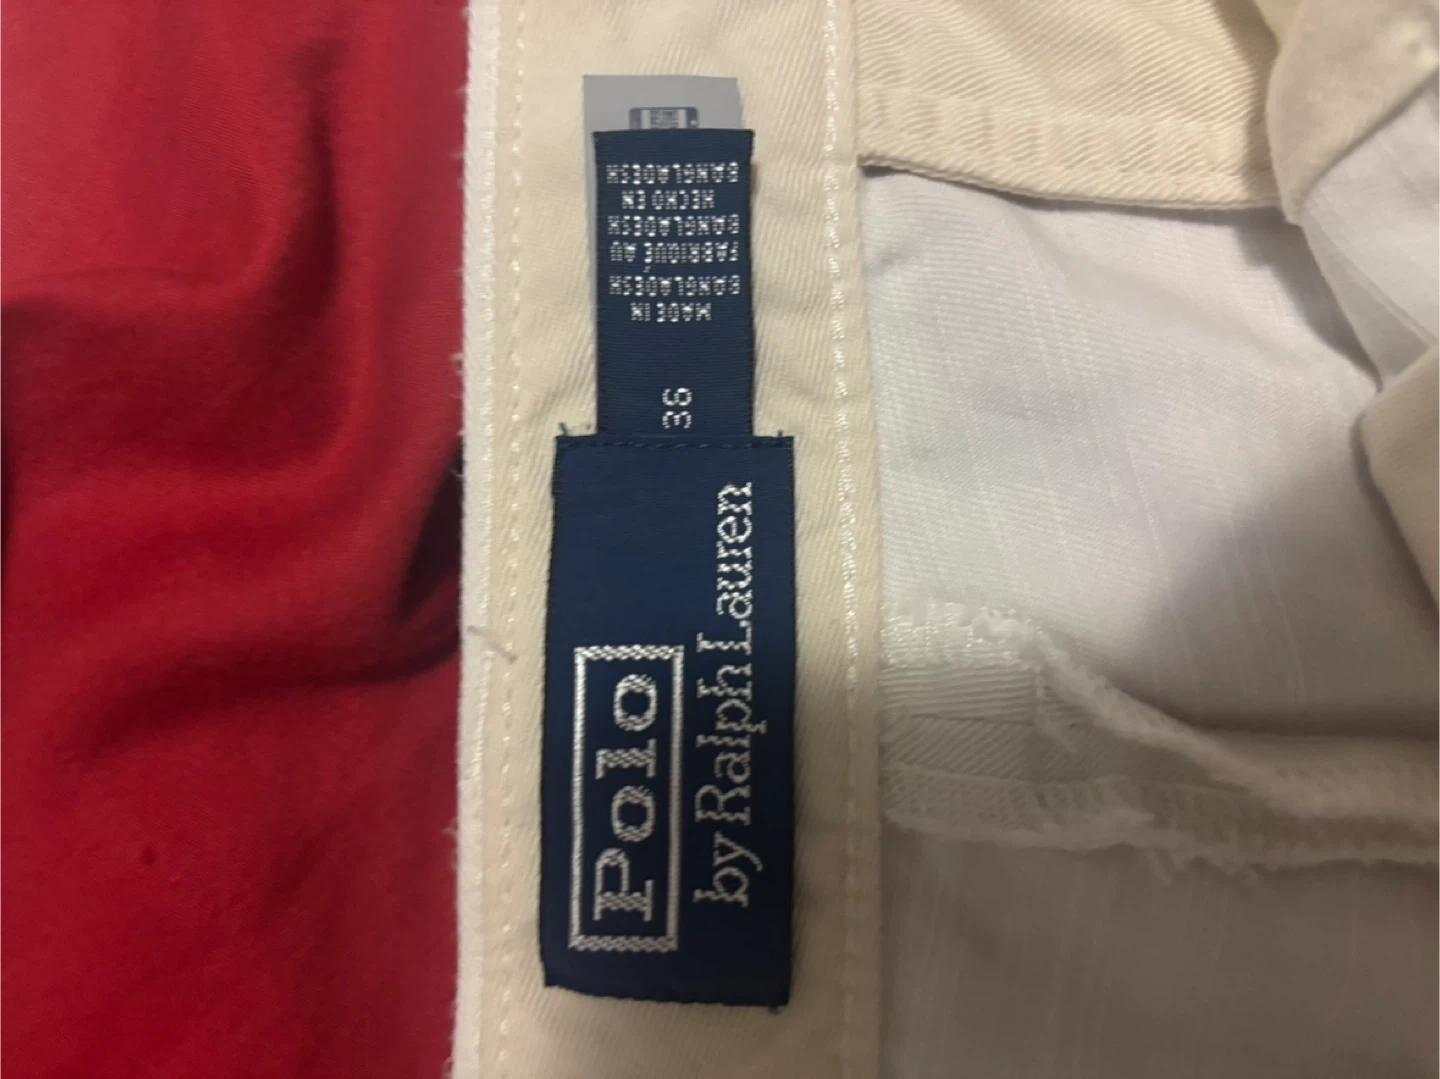 Polo
by Ralph Lauren
36
MADE IN
BANGLADESH
FABRIQUÉ AU
BANGLADESH
HECHO EN
BANGLADESH